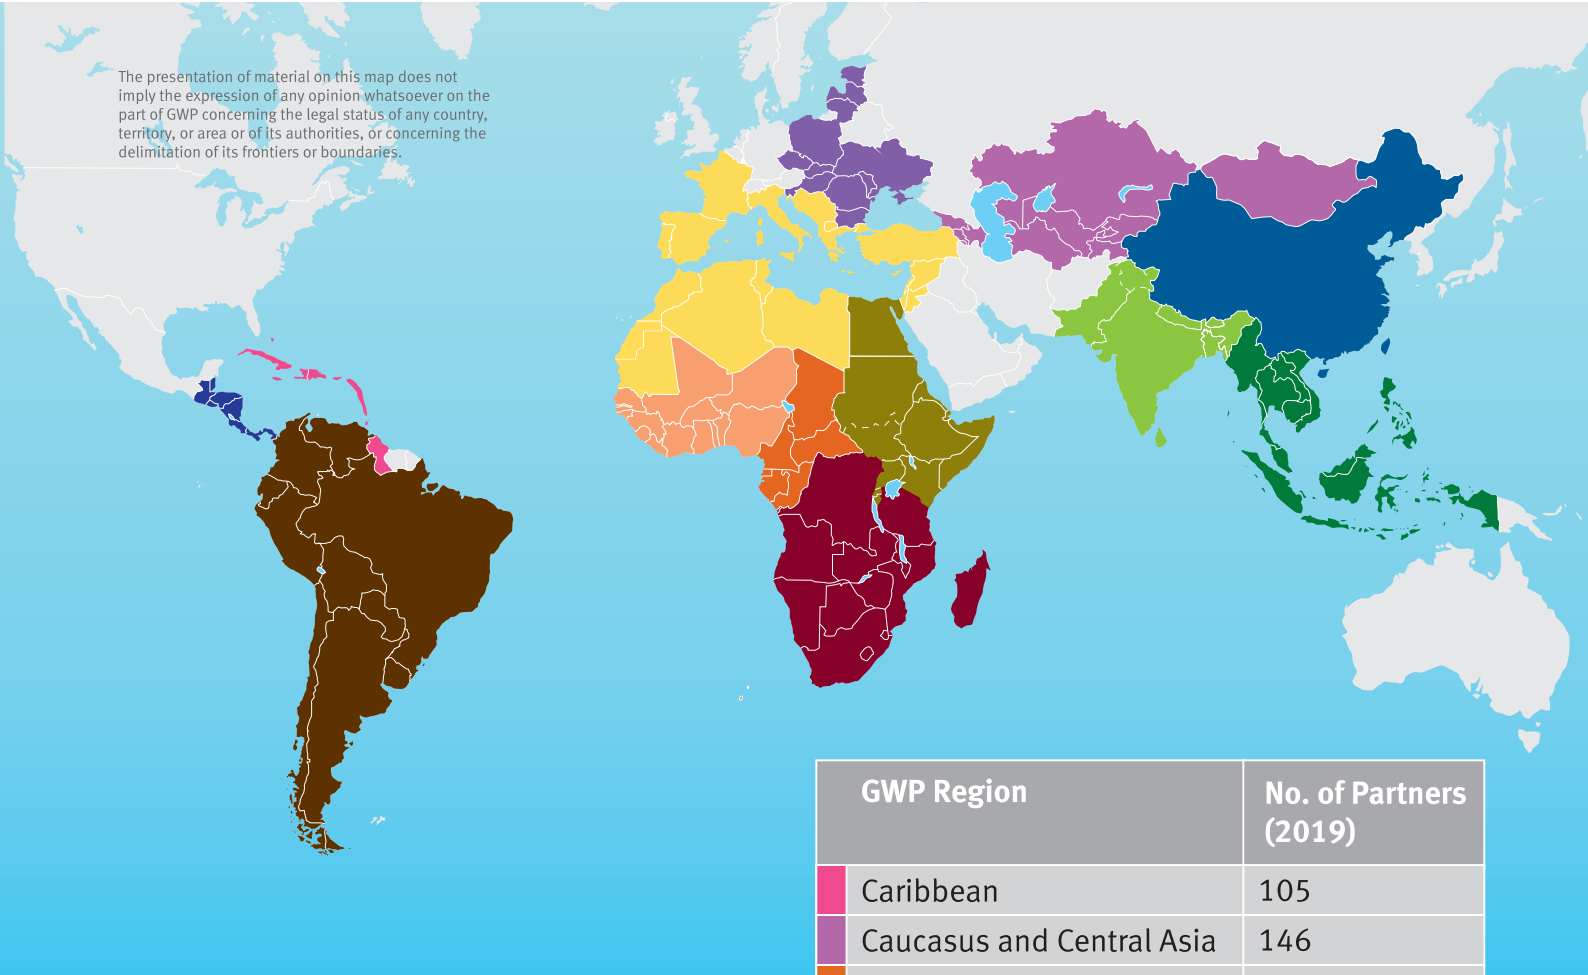 The presentation of material on this map does not
imply the expression of any opinion whatsoever on the
part of GWP concerning the legal status of any country,
territory, or area or of its authorities, or concerning the
delimitation of its frontiers or boundaries.
GWP Region No. of Partners
(2019)
Caribbean 105
Caucasus and Central Asia 146